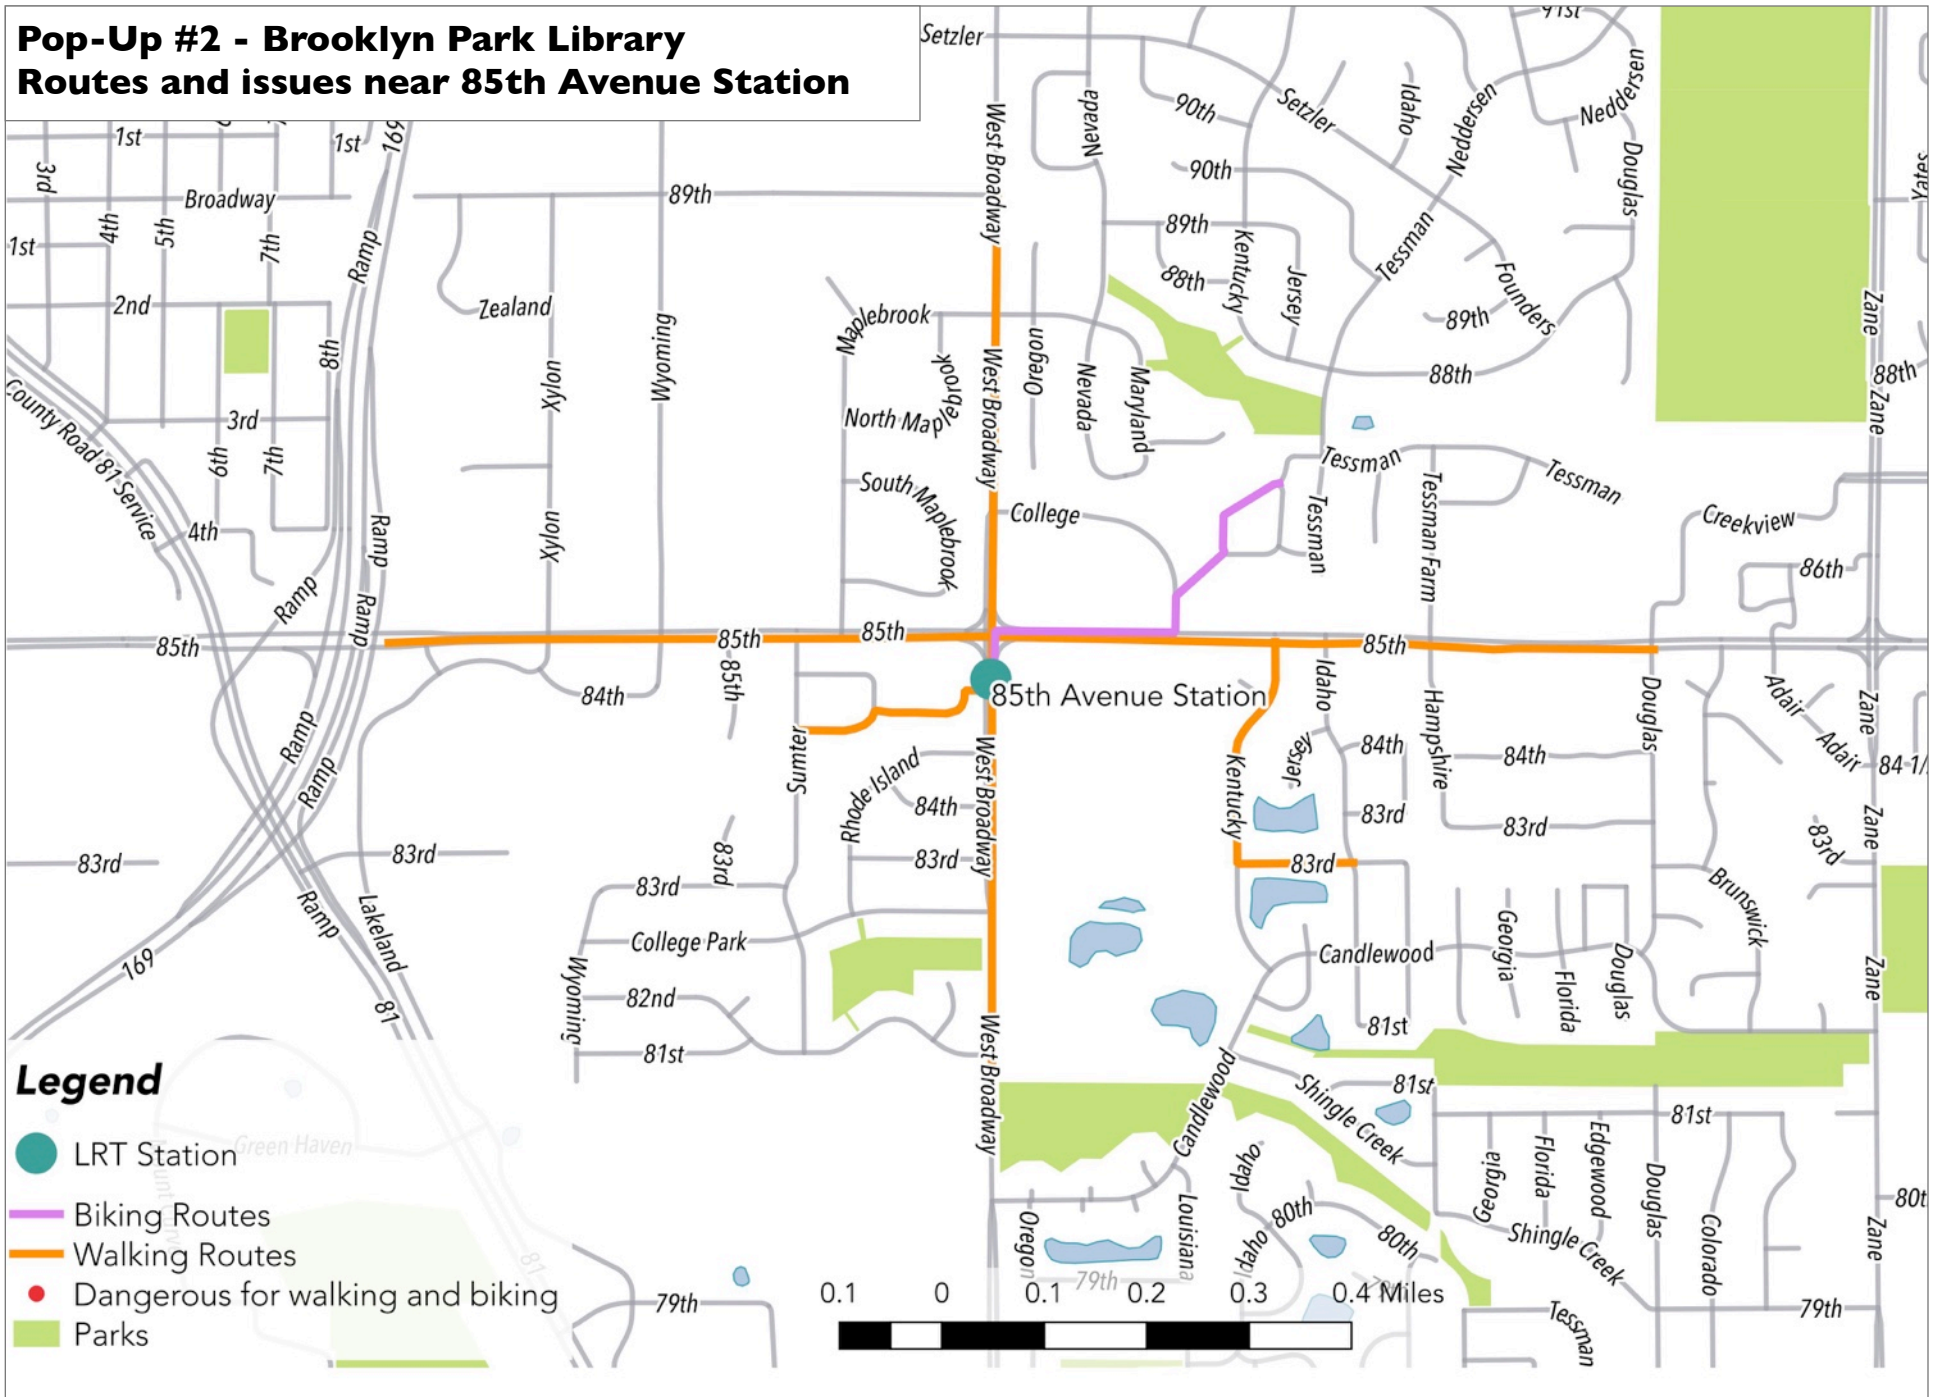 Pop-Up #2 - Brooklyn Park Library
Routes and issues near 85th Avenue Station
Setzler
91st
Neddersen
Nevada
90th
Setzler
Idaho
Neddersen
Neddersen
1st
1st
169
West Broadway
3rd
90th
Douglas
Yates
Broadway
89th
4th
5th
7th
89th
1st
Ramp
Kentucky
Tessman
88th
Jersey
Founders
2nd
Zealand
Maplebrook
89th
Zane
8th
Xylon
Wyoming
West Broadway
Oregon
Nevada
Maryland
88th
88th
Zane
County Road 81 Service
3rd
North Maplebrook
6th
7th
Tessman
Tessman
South Maplebrook
College
Tessman
Tessman Farm
Creekview
4th
Ramp
Xylon
86th
Ramp
Ramp
85th
85th
85th
85th
85th
84th
85th Avenue Station
Idaho
Hampshire
Douglas
Adair
Zane
Ramp
Sumter
Rhode Island
West Broadway
Kentucky
Jersey
84th
84th
Adair
84 1/
Ramp
84th
83rd
83rd
Zane
83rd
83rd
83rd
83rd
83rd
83rd
83rd
Brunswick
Ramp
Lakeland
College Park
Candlewood
Georgia
Florida
Douglas
Zane
169
Wyoming
82nd
81
81st
81st
West Broadway
Candlewood
Shingle Creek
81st
81st
Legend
LRT Station
Green Haven
Biking Routes
Walking Routes
Dangerous for walking and biking
Parks
81
79th
Idaho
Georgia
Florida
Edgewood
Douglas
Colorado
80t
Oregon
Louisiana
80th
80th
Idaho
Shingle Creek
Zane
79th
79th
Tessman
0.1 0 0.1 0.2 0.3 0.4 Miles